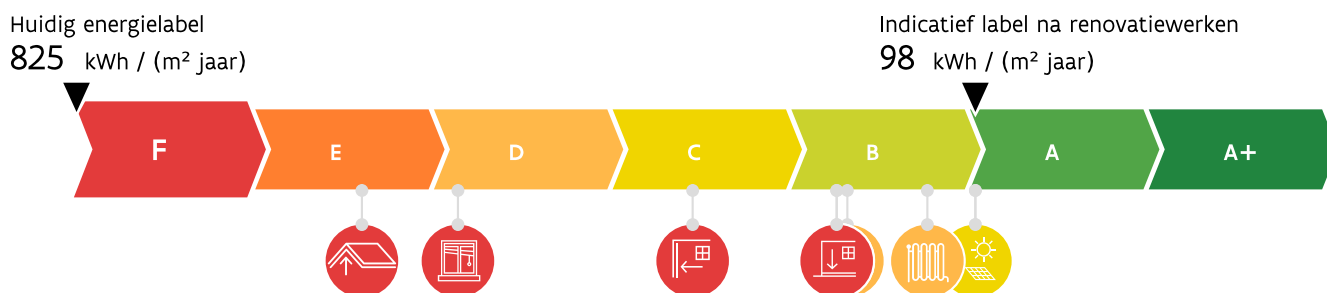 Huidig energielabel
825 kWh / (m² jaar)
Indicatief label na renovatiewerken
98 kWh / (m² jaar)
F E D C B A A+